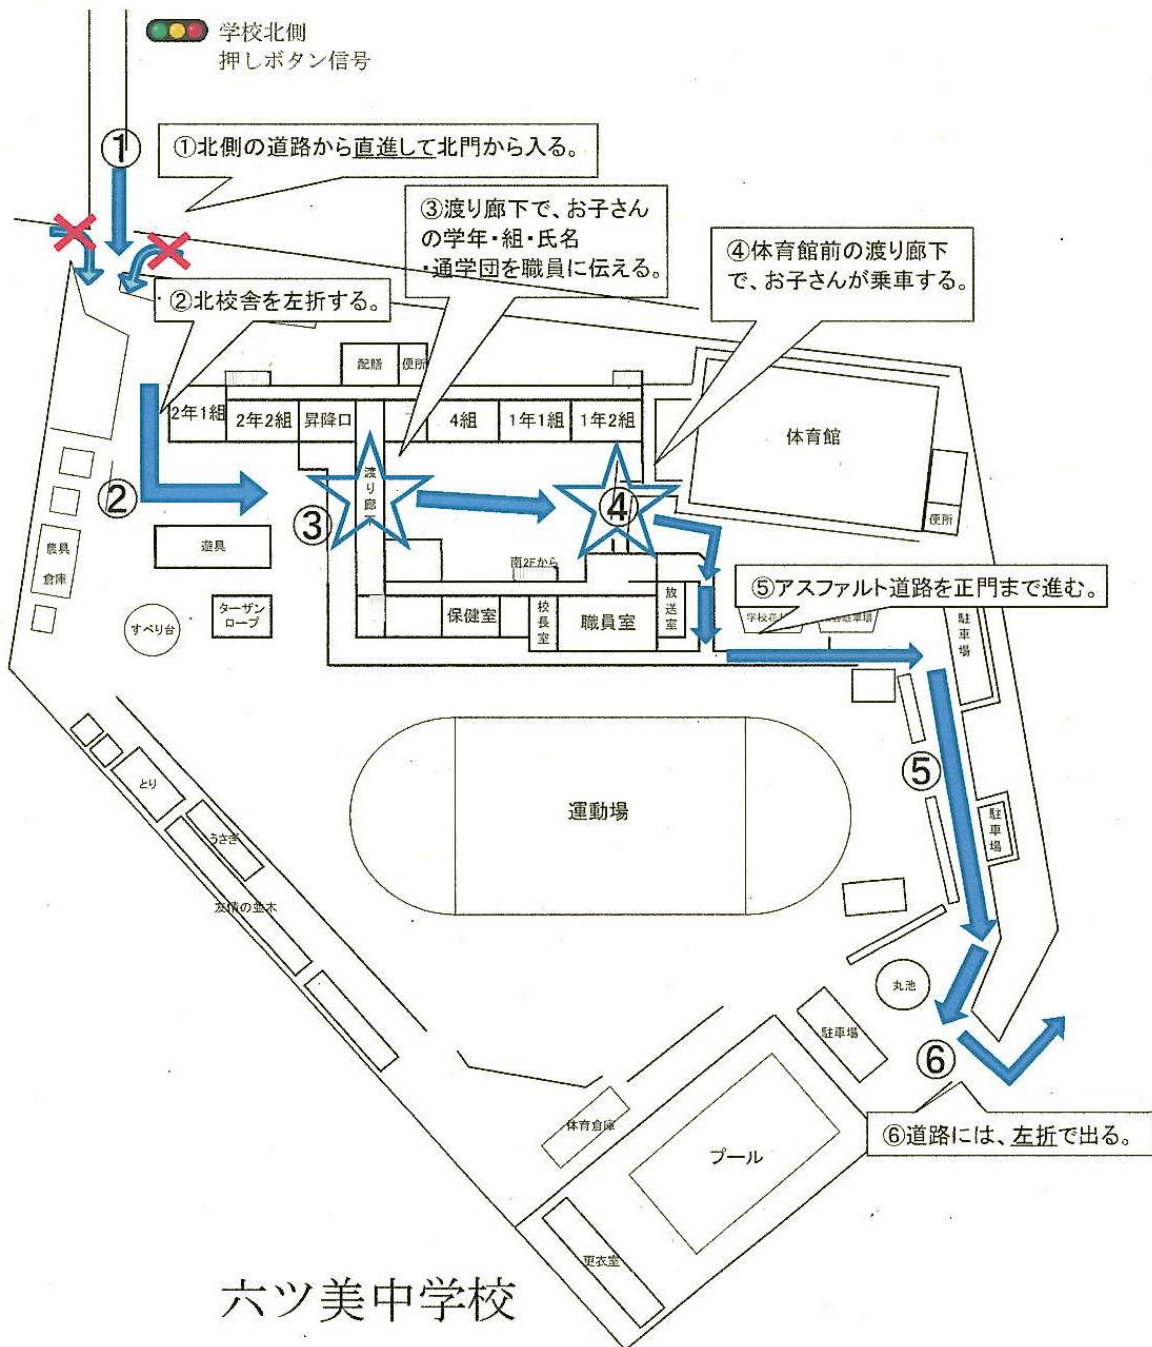 学校北側
押しボタン信号
①
①北側の道路から直進して北門から入る。
③渡り廊下で、お子さん
の学年・組・氏名
・通学団を職員に伝える。
④体育館前の渡り廊下
で、お子さんが乗車する。
②北校舎を左折する。
配膳
便所
2年1組
2年2組
昇降口
4組
1年1組
1年2組
体育館
渡り廊下
②
③
④
便所
農具
倉庫
遊具
南2Fから
⑤アスファルト道路を正門まで進む。
すべり台
ターザン
ロープ
保健室
校長室
職員室
放送室
駐車場
とり
うさぎ
友情の並木
運動場
⑤
駐車場
丸池
駐車場
⑥
⑥道路には、左折で出る。
体育倉庫
プール
更衣室
六ツ美中学校